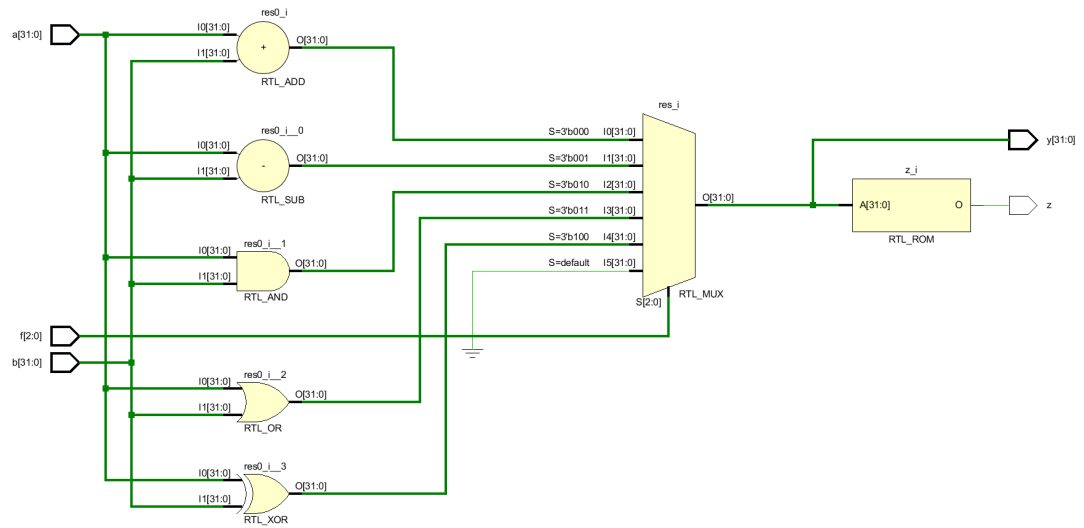 res0_i
a[31:0]
I0[31:0]
O[31:0]
+
I1[31:0]
RTL_ADD
res_i
res0_i__0
S=3'b000 I0[31:0]
y[31:0]
I0[31:0]
O[31:0]
S=3'b001 I1[31:0]
-
I1[31:0]
z_i
S=3'b010 I2[31:0]
RTL_SUB
O[31:0]
A[31:0] O
z
S=3'b011 I3[31:0]
RTL_ROM
res0_i__1
S=3'b100 I4[31:0]
I0[31:0]
O[31:0]
S=default I5[31:0]
I1[31:0]
RTL_AND
S[2:0]
RTL_MUX
f[2:0]
b[31:0]
res0_i__2
I0[31:0]
O[31:0]
I1[31:0]
RTL_OR
res0_i__3
I0[31:0]
O[31:0]
I1[31:0]
RTL_XOR